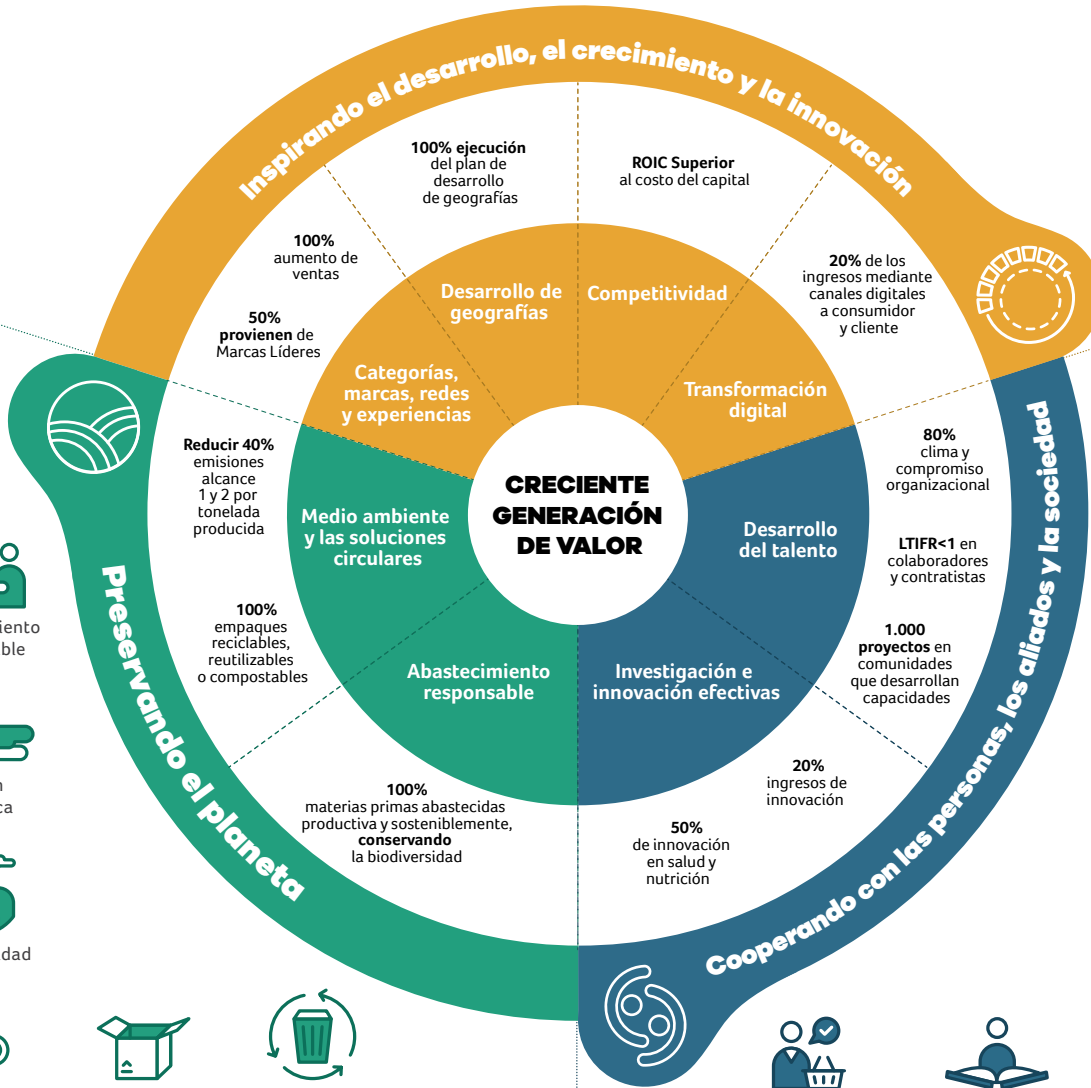 Inspirando el desarrollo, el crecimiento y la innovación
100% ejecución
del plan de
desarrollo
de geografías
ROIC Superior
al costo del capital
100%
aumento de
ventas
50%
provienen de
Marcas Líderes
20% de los
ingresos mediante
canales digitales
a consumidor
y cliente
Desarrollo de
geografías
Competitividad
Categorías,
marcas, redes
y experiencias
Transformación
digital
CRECIENTE
GENERACIÓN
DE VALOR
Preservando el planeta
Reducir 40%
emisiones
alcance
1 y 2 por
tonelada
producida
100%
empaques
reciclables,
reutilizables
o compostables
Medio ambiente
y las soluciones
circulares
Abastecimiento
responsable
100%
materias primas abastecidas
productiva y sosteniblemente,
conservando
la biodiversidad
Cooperando con las personas, los aliados y la sociedad
Desarrollo
del talento
80%
clima y
compromiso
organizacional
LTIFR<1 en
colaboradores
y contratistas
1.000
proyectos en
comunidades
que desarrollan
capacidades
Investigación e
innovación efectivas
20%
ingresos de
innovación
50%
de innovación
en salud y
nutrición
iento
ble
n
ca
dad